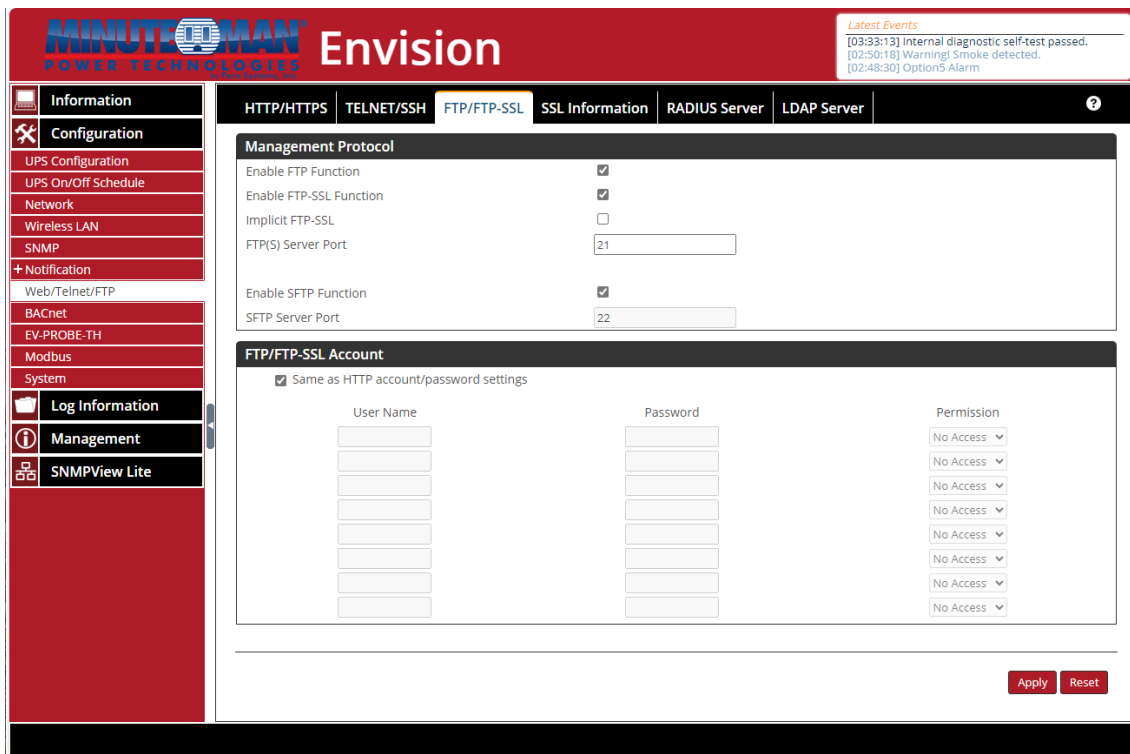 MINUTEMAN®
POWER TECHNOLOGIES
by Para Systems, Inc.
Envision
Latest Events
[03:33:13] Internal diagnostic self-test passed.
[02:50:18] Warning! Smoke detected.
[02:48:30] Option5 Alarm
Information
Configuration
UPS Configuration
UPS On/Off Schedule
Network
Wireless LAN
SNMP
+ Notification
Web/Telnet/FTP
BACnet
EV-PROBE-TH
Modbus
System
Log Information
Management
SNMPView Lite
HTTP/HTTPS TELNET/SSH FTP/FTP-SSL SSL Information RADIUS Server LDAP Server ?
Management Protocol
Enable FTP Function
Enable FTP-SSL Function
Implicit FTP-SSL
FTP(S) Server Port 21
Enable SFTP Function
SFTP Server Port 22
FTP/FTP-SSL Account
Same as HTTP account/password settings
User Name Password Permission
No Access
No Access
No Access
No Access
No Access
No Access
No Access
No Access
Apply Reset